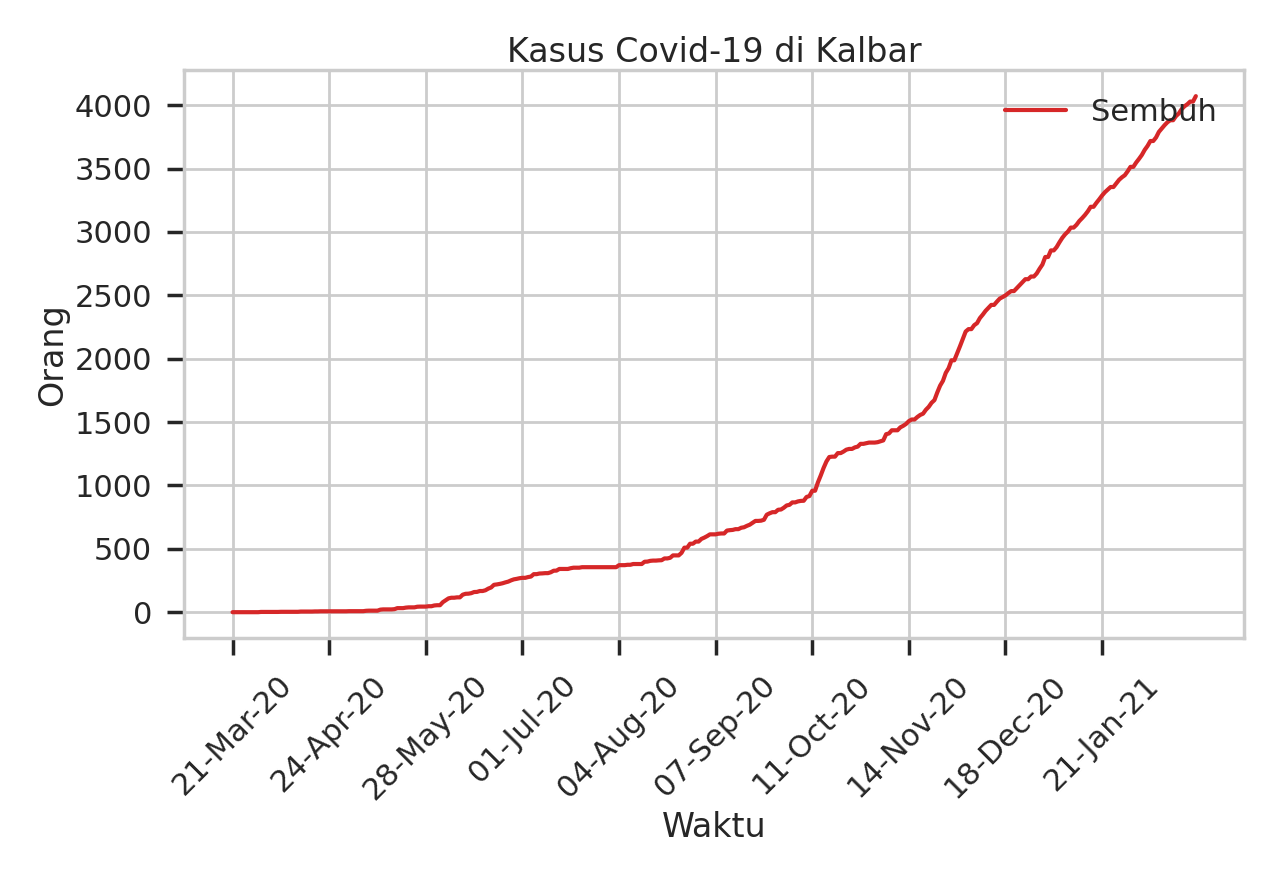 Kasus Covid-19 di Kalbar
Sembuh
4000
3500
3000
2500
2000
1500
1000
500
0
Orang
21-Mar-20
24-Apr-20
28-May-20
01-Jul-20
04-Aug-20
07-Sep-20
11-Oct-20
14-Nov-20
18-Dec-20
21-Jan-21
Waktu